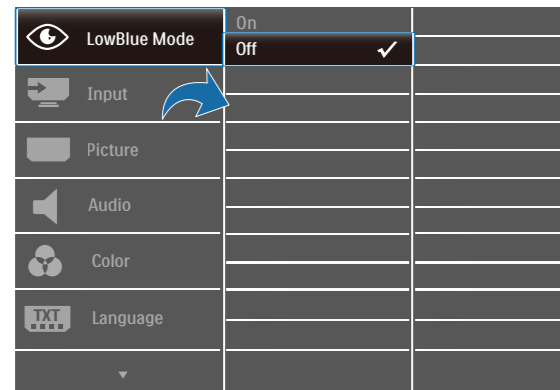 LowBlue Mode
On
Off
Input
Picture
Audio
Color
TXT
Language